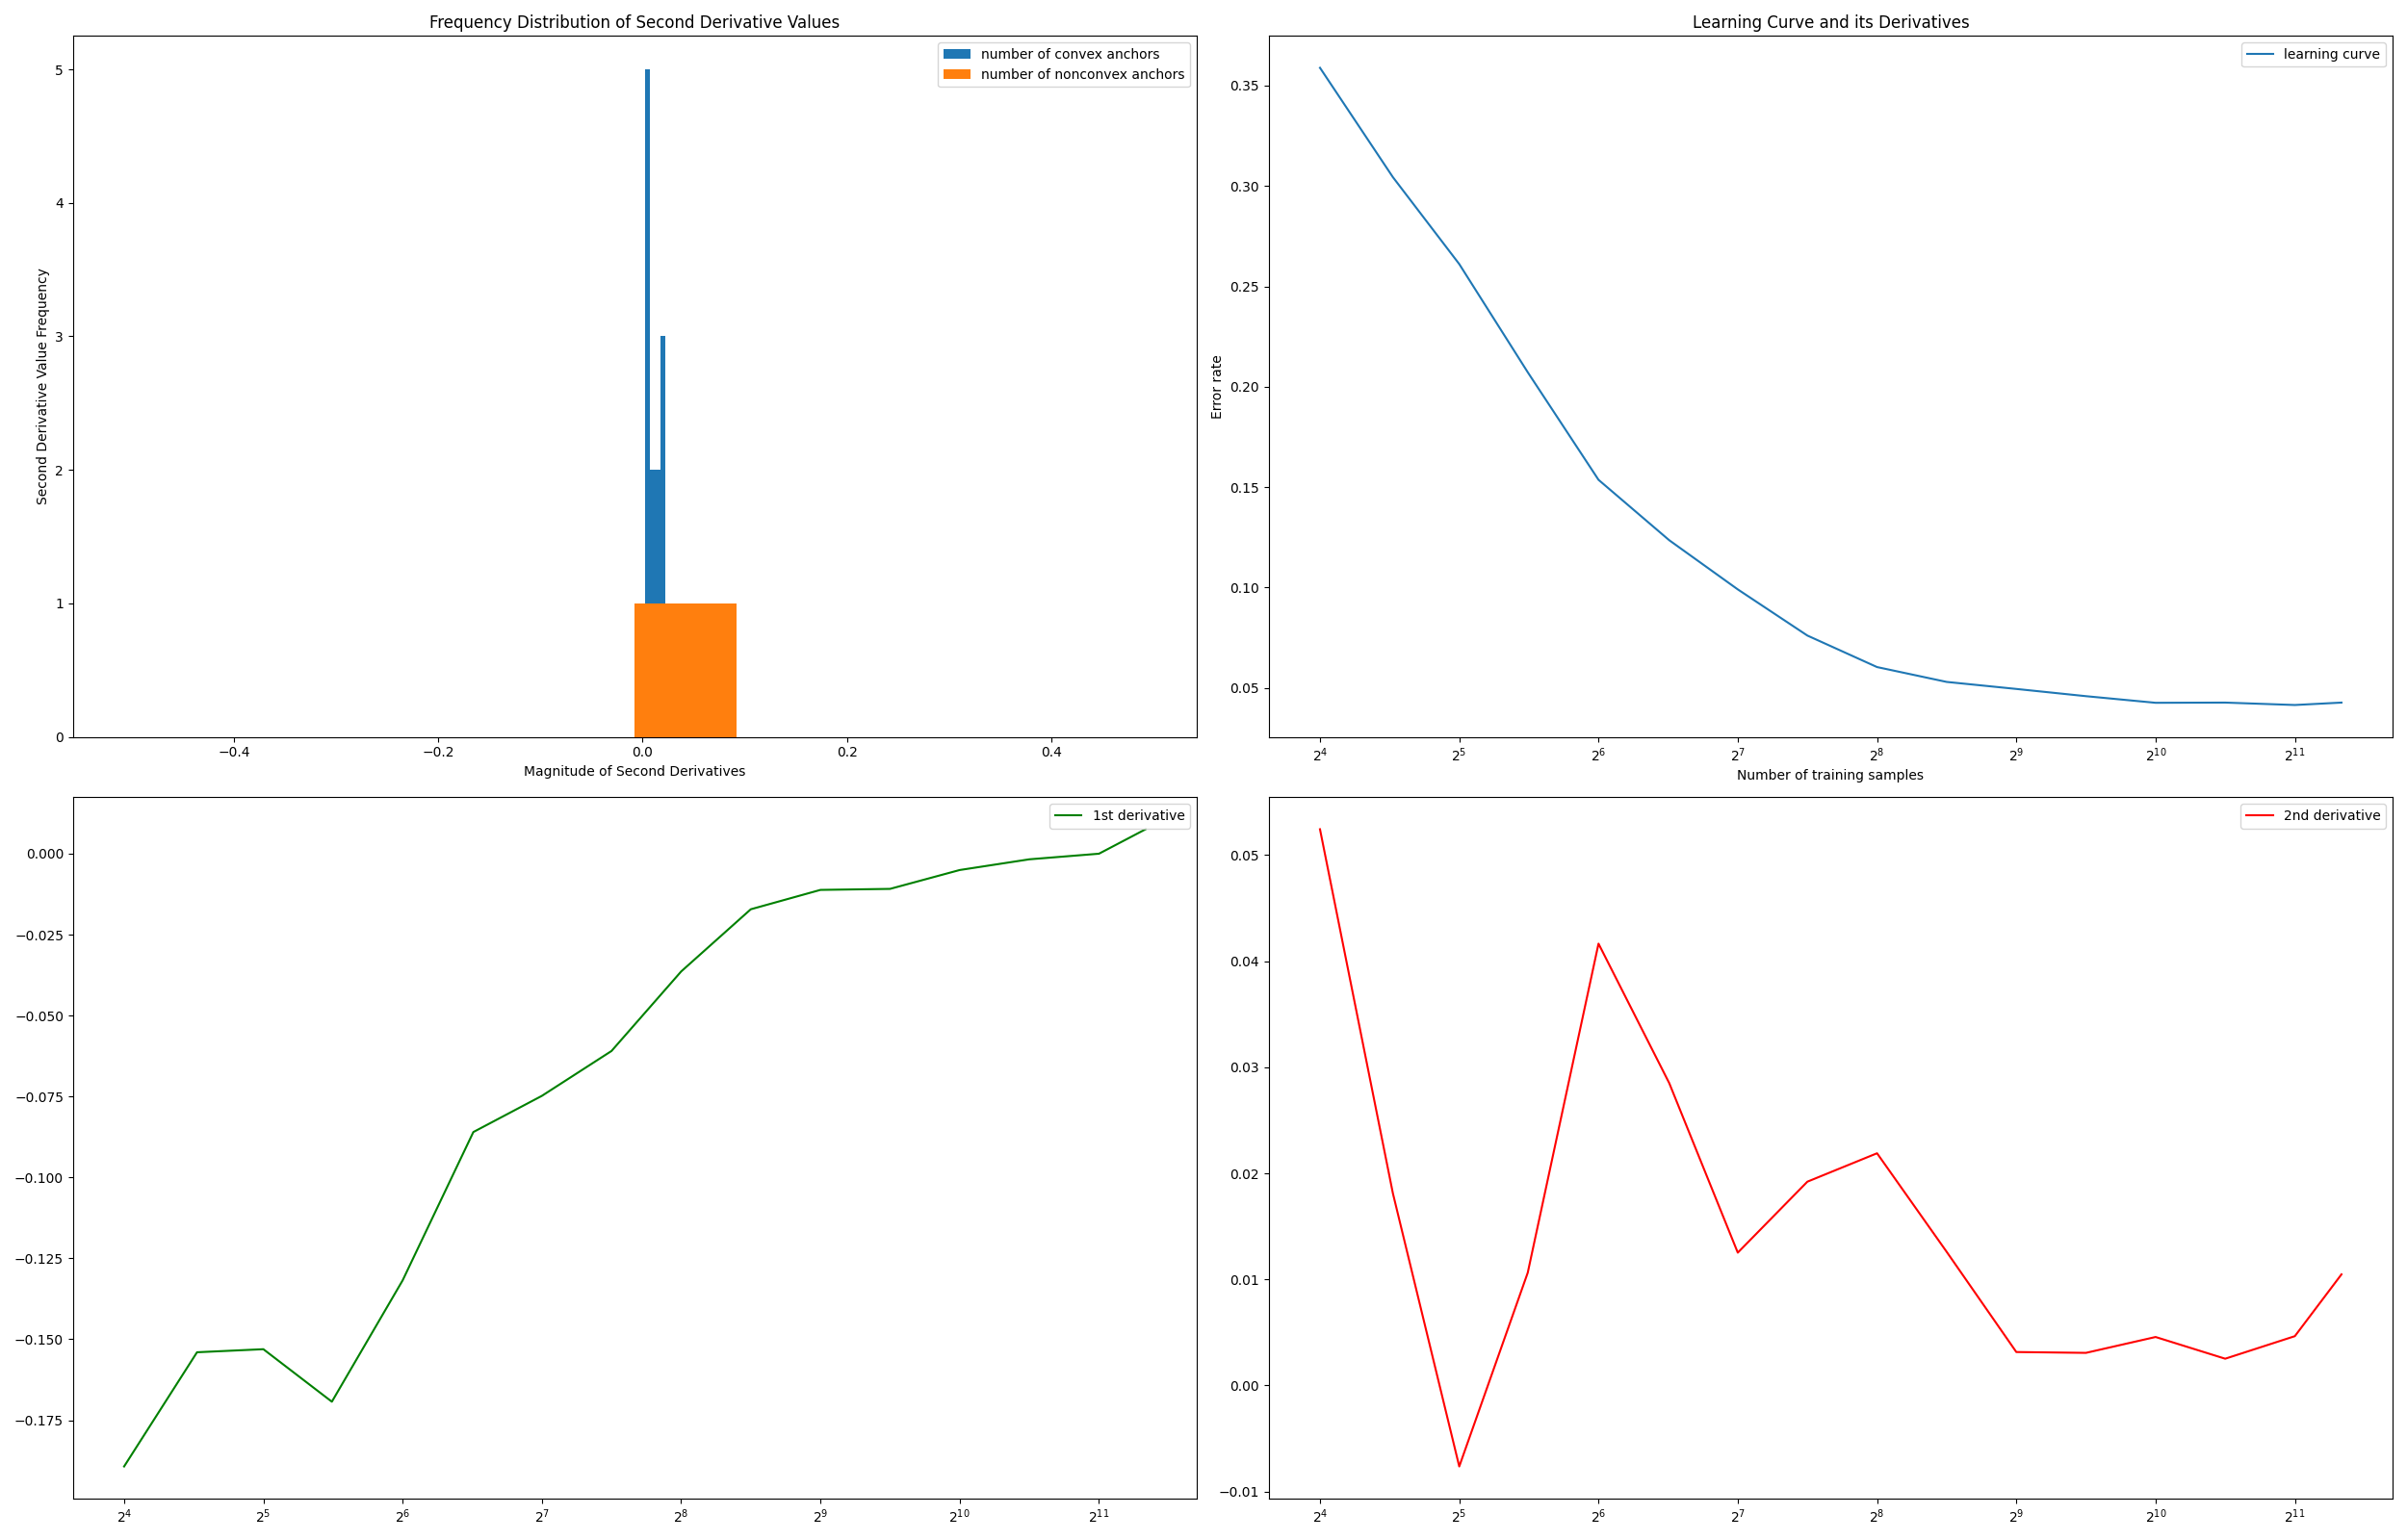 Frequency Distribution of Second Derivative Values
number of convex anchors
number of nonconvex anchors
Second Derivative Value Frequency
5
4
3
2
1
0
−0.4 −0.2 0.0 0.2 0.4
Magnitude of Second Derivatives
Learning Curve and its Derivatives
learning curve
Error rate
0.35
0.30
0.25
0.20
0.15
0.10
0.05
2^4 2^5 2^6 2^7 2^8 2^9 2^10 2^11
Number of training samples
1st derivative
0.000
−0.025
−0.050
−0.075
−0.100
−0.125
−0.150
−0.175
2^4 2^5 2^6 2^7 2^8 2^9 2^10 2^11
2nd derivative
0.05
0.04
0.03
0.02
0.01
0.00
−0.01
2^4 2^5 2^6 2^7 2^8 2^9 2^10 2^11